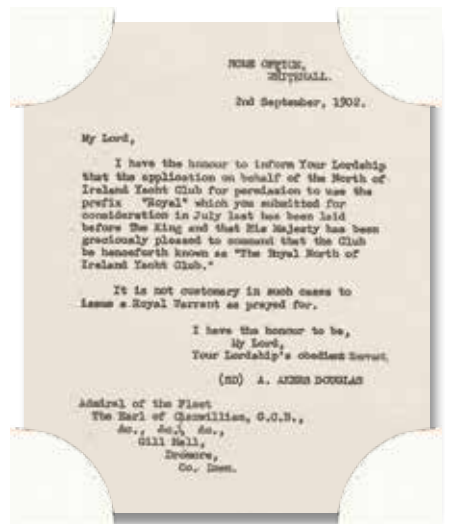 HOME OFFICE,
WHITEHALL.
2nd September, 1902.
My Lord,
I have the honour to inform Your Lordship
that the application on behalf of the North of
Ireland Yacht Club for permission to use the
prefix "Royal" which you submitted for
consideration in July last has been laid
before The King and that His Majesty has been
graciously pleased to command that the Club
be henceforth known as "The Royal North of
Ireland Yacht Club."
It is not customary in such cases to
issue a Royal Warrant as prayed for.
I have the honour to be,
My Lord,
Your Lordship's obedient Servant,
(SD) A. AKERS DOUGLAS
Admiral of the Fleet
The Earl of Clanwilliam, G.C.B.,
&c., &c., &c.,
Gill Hall,
Dromore,
Co. Down.